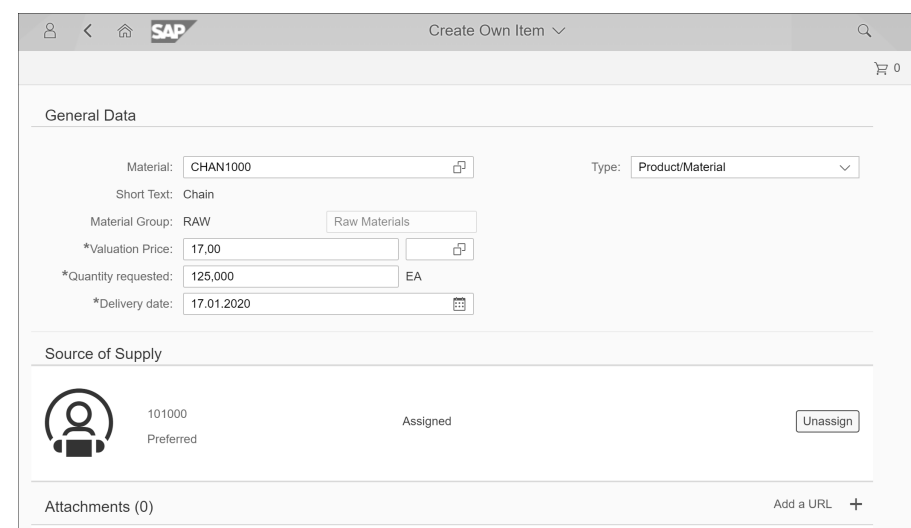 SAP Create Own Item
0
General Data
Material: CHAN1000 Type: Product/Material
Short Text: Chain
Material Group: RAW Raw Materials
*Valuation Price: 17,00
*Quantity requested: 125,000 EA
*Delivery date: 17.01.2020
Source of Supply
101000
Assigned Unassign
Preferred
Attachments (0) Add a URL +